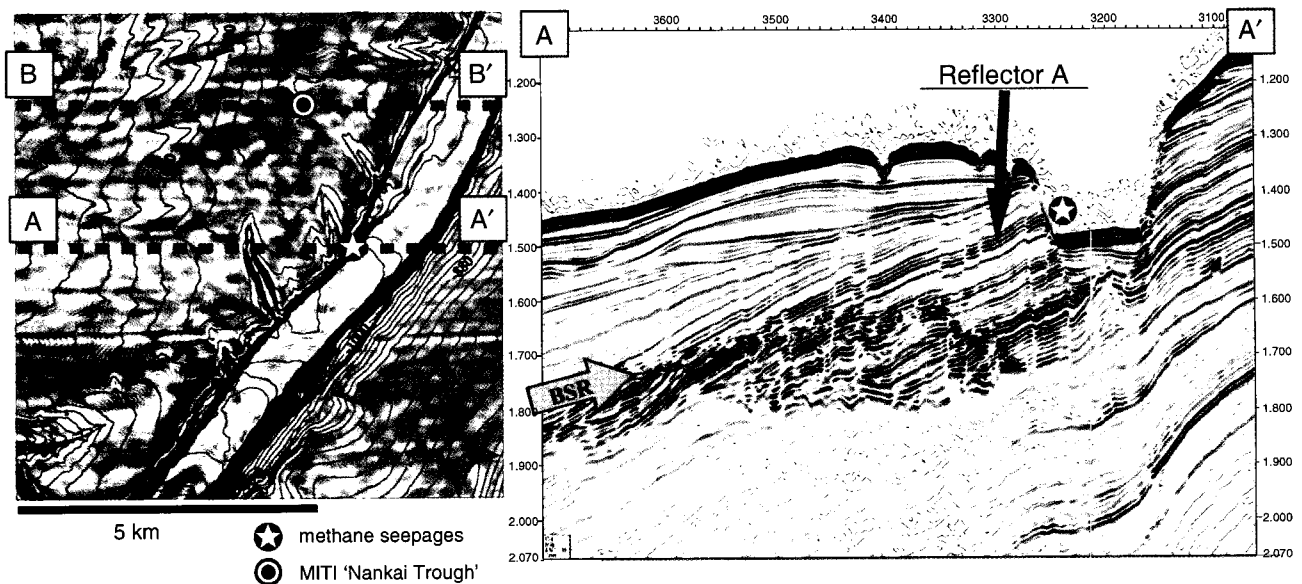 B
B′
A
A′
5 km
methane seepages
MITI 'Nankai Trough'
A
3600
3500
3400
3300
3200
3100
A′
Reflector A
BSR
1.200
1.300
1.400
1.500
1.600
1.700
1.800
1.900
2.000
2.070
1.200
1.300
1.400
1.500
1.600
1.700
1.800
1.900
2.000
2.070